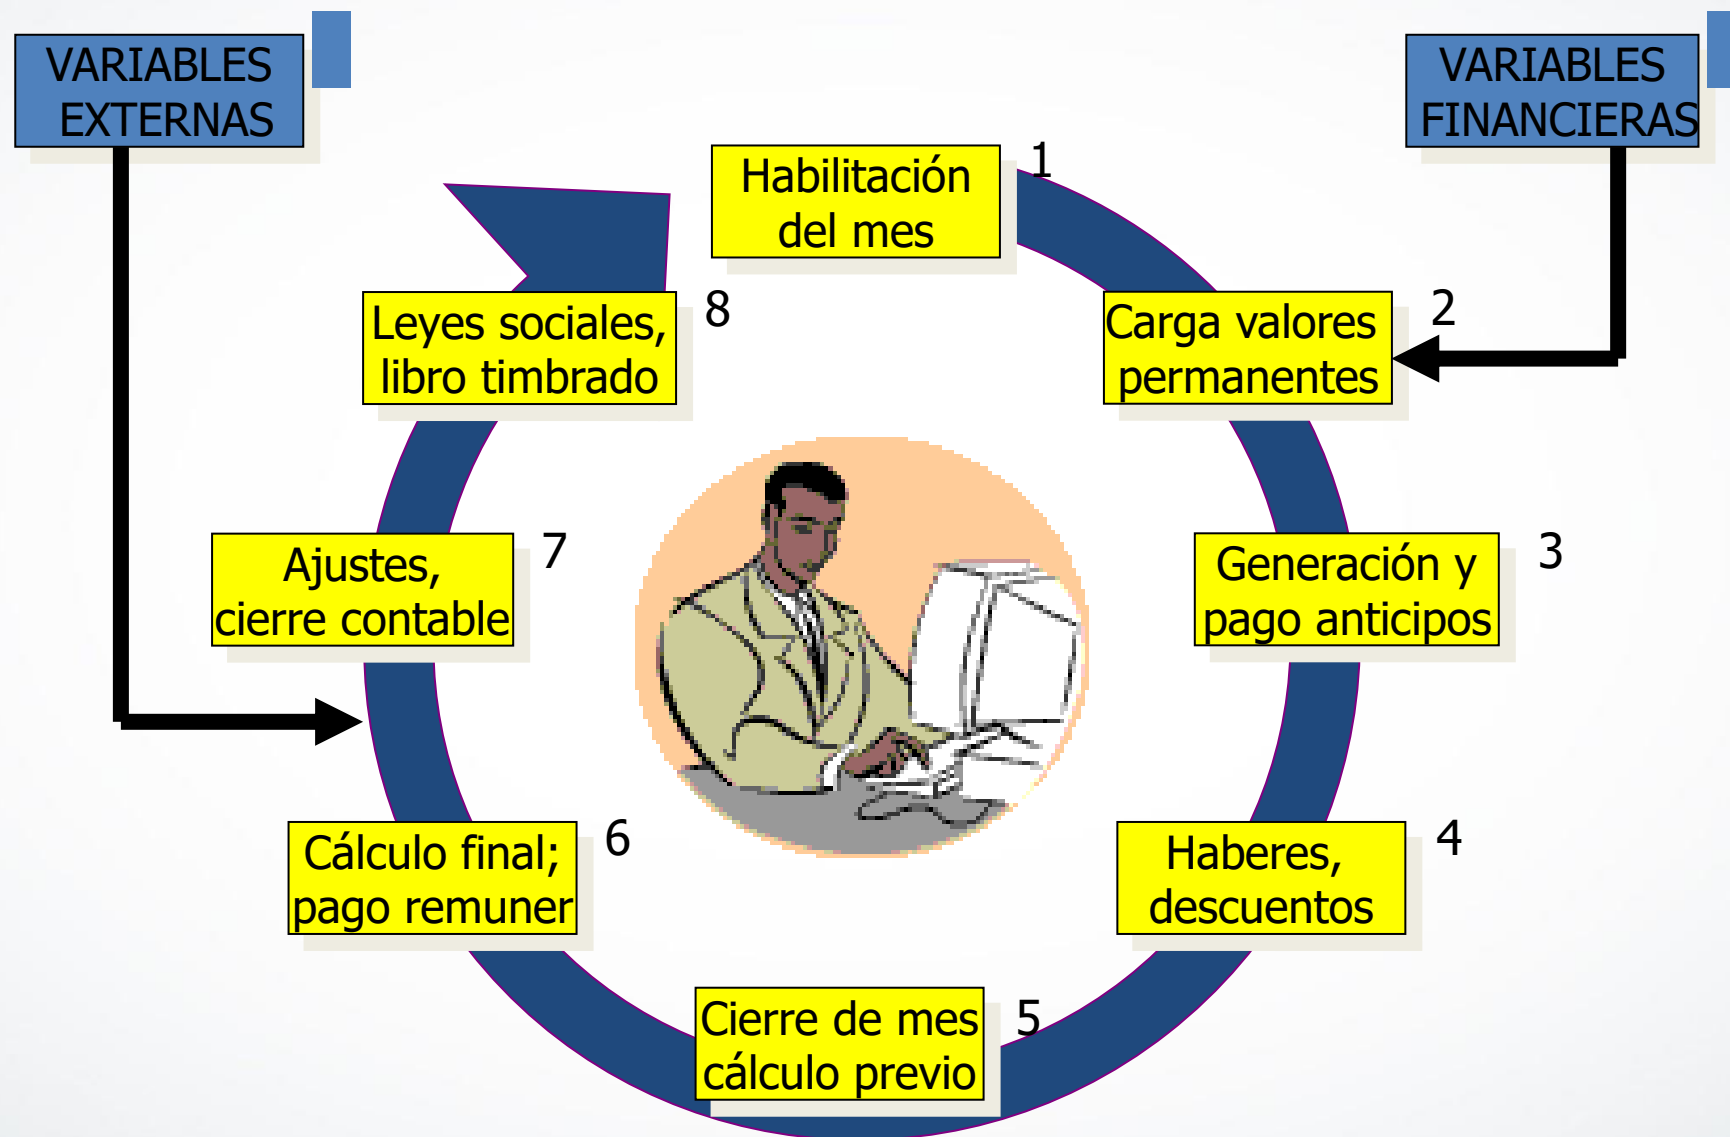 VARIABLES
EXTERNAS
VARIABLES
FINANCIERAS
Habilitación
del mes
1
Carga valores
permanentes
2
Generación y
pago anticipos
3
Haberes,
descuentos
4
Cierre de mes
cálculo previo
5
Cálculo final;
pago remuner
6
Ajustes,
cierre contable
7
Leyes sociales,
libro timbrado
8